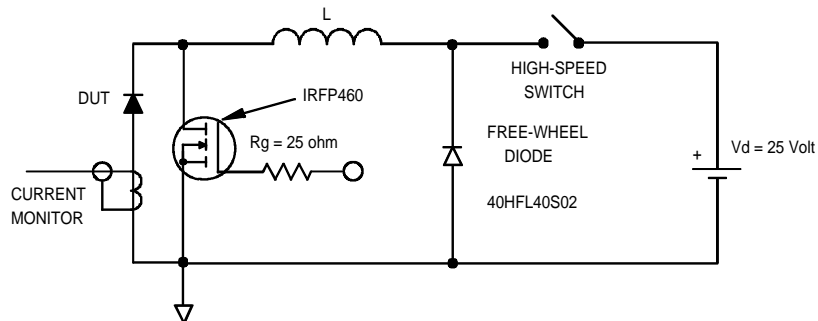 L
HIGH-SPEED
SWITCH
IRFP460
DUT
Rg = 25 ohm
FREE-WHEEL
DIODE
+
Vd = 25 Volt
CURRENT
MONITOR
40HFL40S02